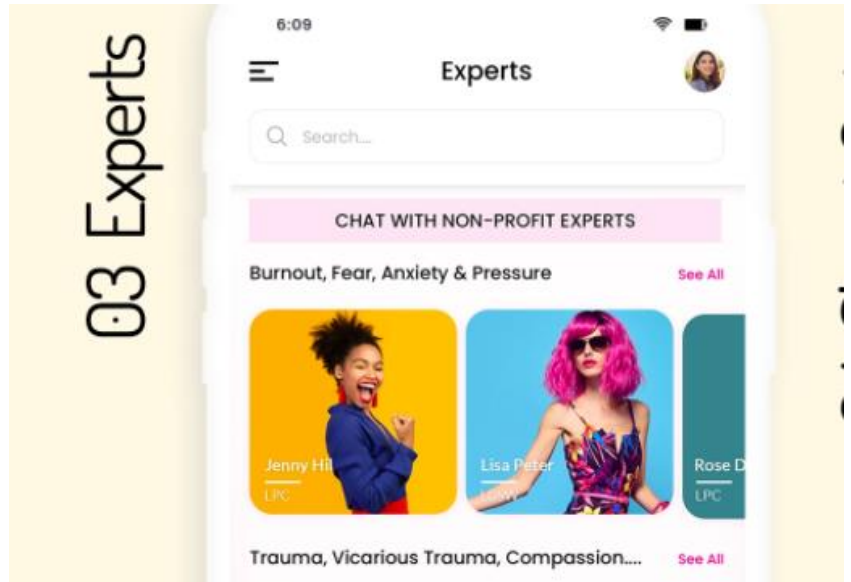 03 Experts
6:09
Experts
Search...
CHAT WITH NON-PROFIT EXPERTS
Burnout, Fear, Anxiety & Pressure
See All
Jenny Hil
LPC
Lisa Peter
Rose D
LPC
Trauma, Vicarious Trauma, Compassion....
See All